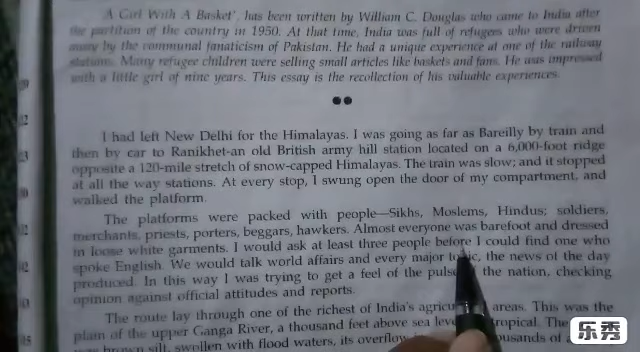 A Girl With A Basket', has been written by William C. Douglas who came to India after
the partition of the country in 1950. At that time, India was full of refugees who were driven
away by the communal fanaticism of Pakistan. He had a unique experience at one of the railway
stations. Many refugee children were selling small articles like baskets and fans. He was impressed
with a little girl of nine years. This essay is the recollection of his valuable experiences.
I had left New Delhi for the Himalayas. I was going as far as Bareilly by train and
then by car to Ranikhet-an old British army hill station located on a 6,000-foot ridge
opposite a 120-mile stretch of snow-capped Himalayas. The train was slow; and it stopped
at all the way stations. At every stop, I swung open the door of my compartment, and
walked the platform.
The platforms were packed with people—Sikhs, Moslems, Hindus; soldiers,
merchants, priests, porters, beggars, hawkers. Almost everyone was barefoot and dressed
in loose white garments. I would ask at least three people before I could find one who
spoke English. We would talk world affairs and every major the news of the day
produced. In this way I was trying to get a feel of the pulse the nation, checking
opinion against official attitudes and reports.
The route lay through one of the richest of India's areas. This was the
plain of the upper Ganga River, a thousand feet above sea tropical. The
brown silt, swollen with flood waters, its
乐秀